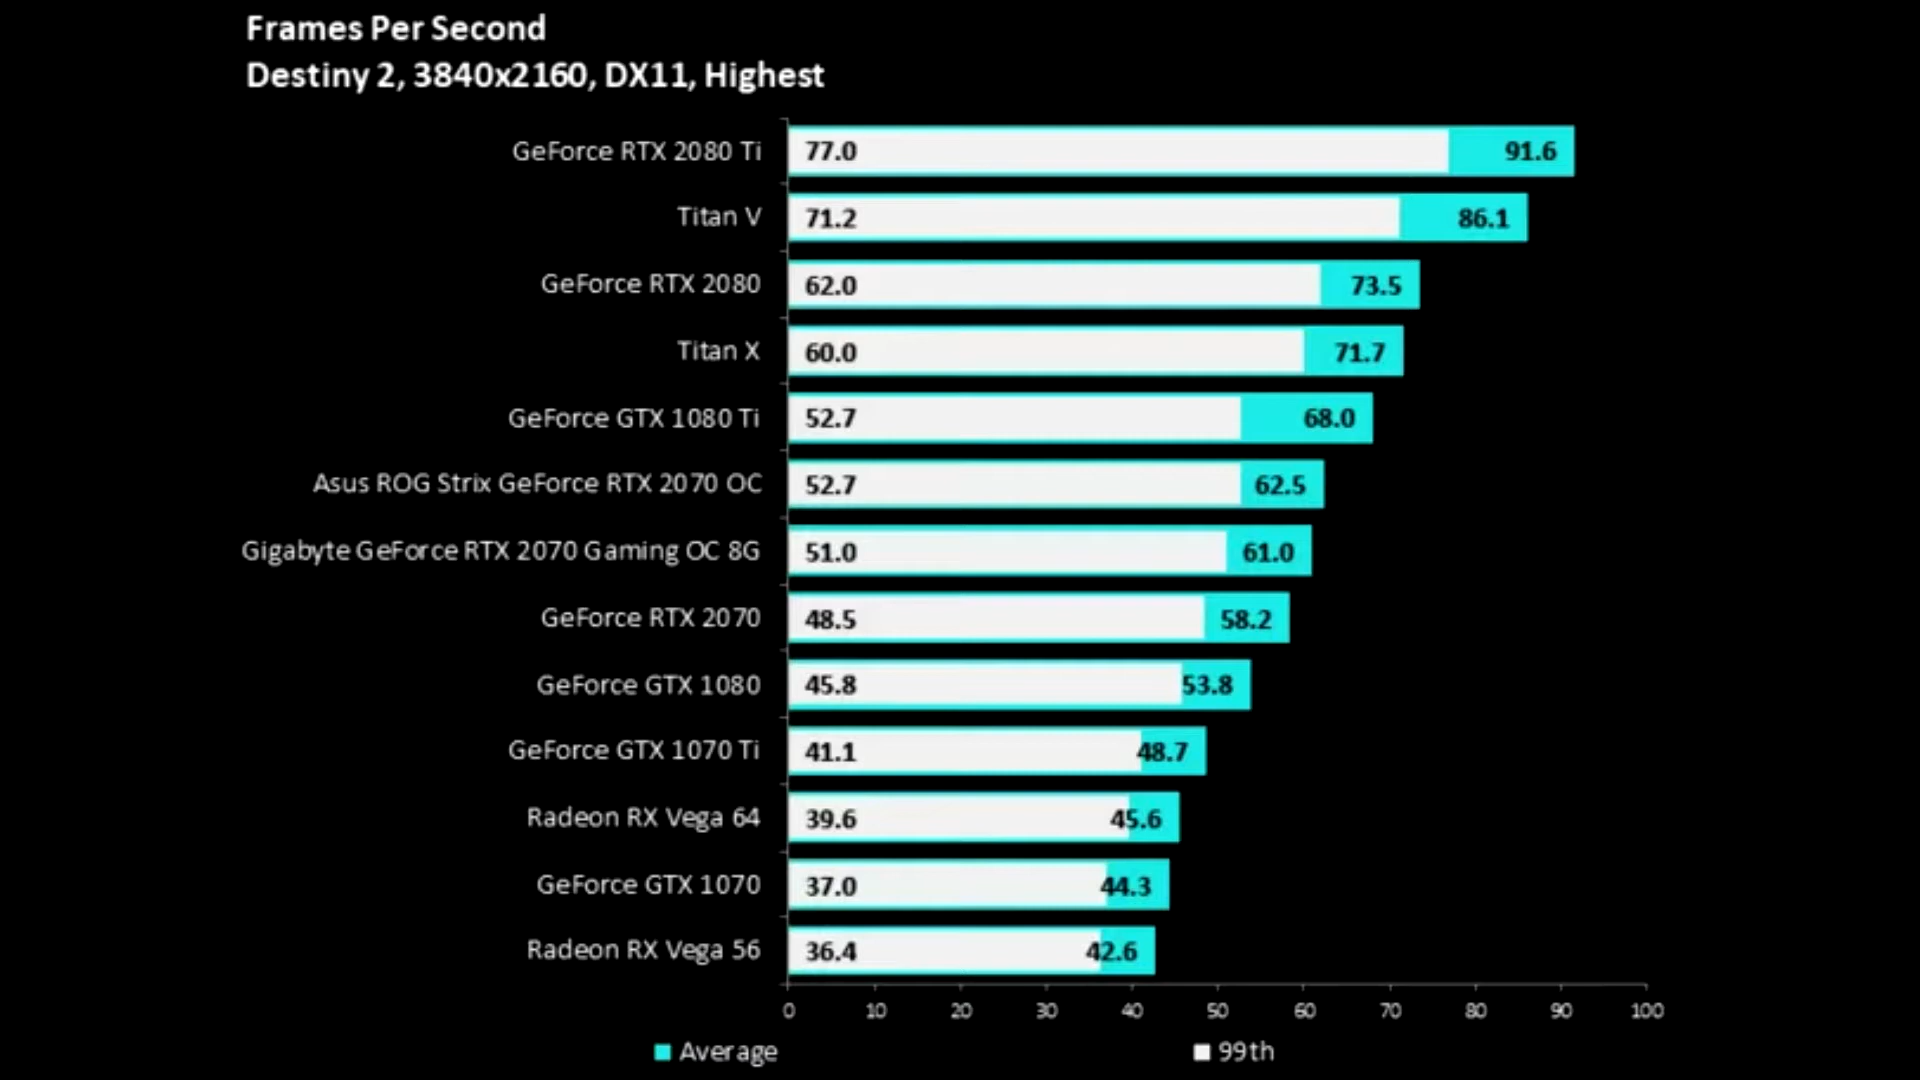 Frames Per Second
Destiny 2, 3840x2160, DX11, Highest
GeForce RTX 2080 Ti 77.0 91.6
Titan V 71.2 86.1
GeForce RTX 2080 62.0 73.5
Titan X 60.0 71.7
GeForce GTX 1080 Ti 52.7 68.0
Asus ROG Strix GeForce RTX 2070 OC 52.7 62.5
Gigabyte GeForce RTX 2070 Gaming OC 8G 51.0 61.0
GeForce RTX 2070 48.5 58.2
GeForce GTX 1080 45.8 53.8
GeForce GTX 1070 Ti 41.1 48.7
Radeon RX Vega 64 39.6 45.6
GeForce GTX 1070 37.0 44.3
Radeon RX Vega 56 36.4 42.6
0 10 20 30 40 50 60 70 80 90 100
Average 99th